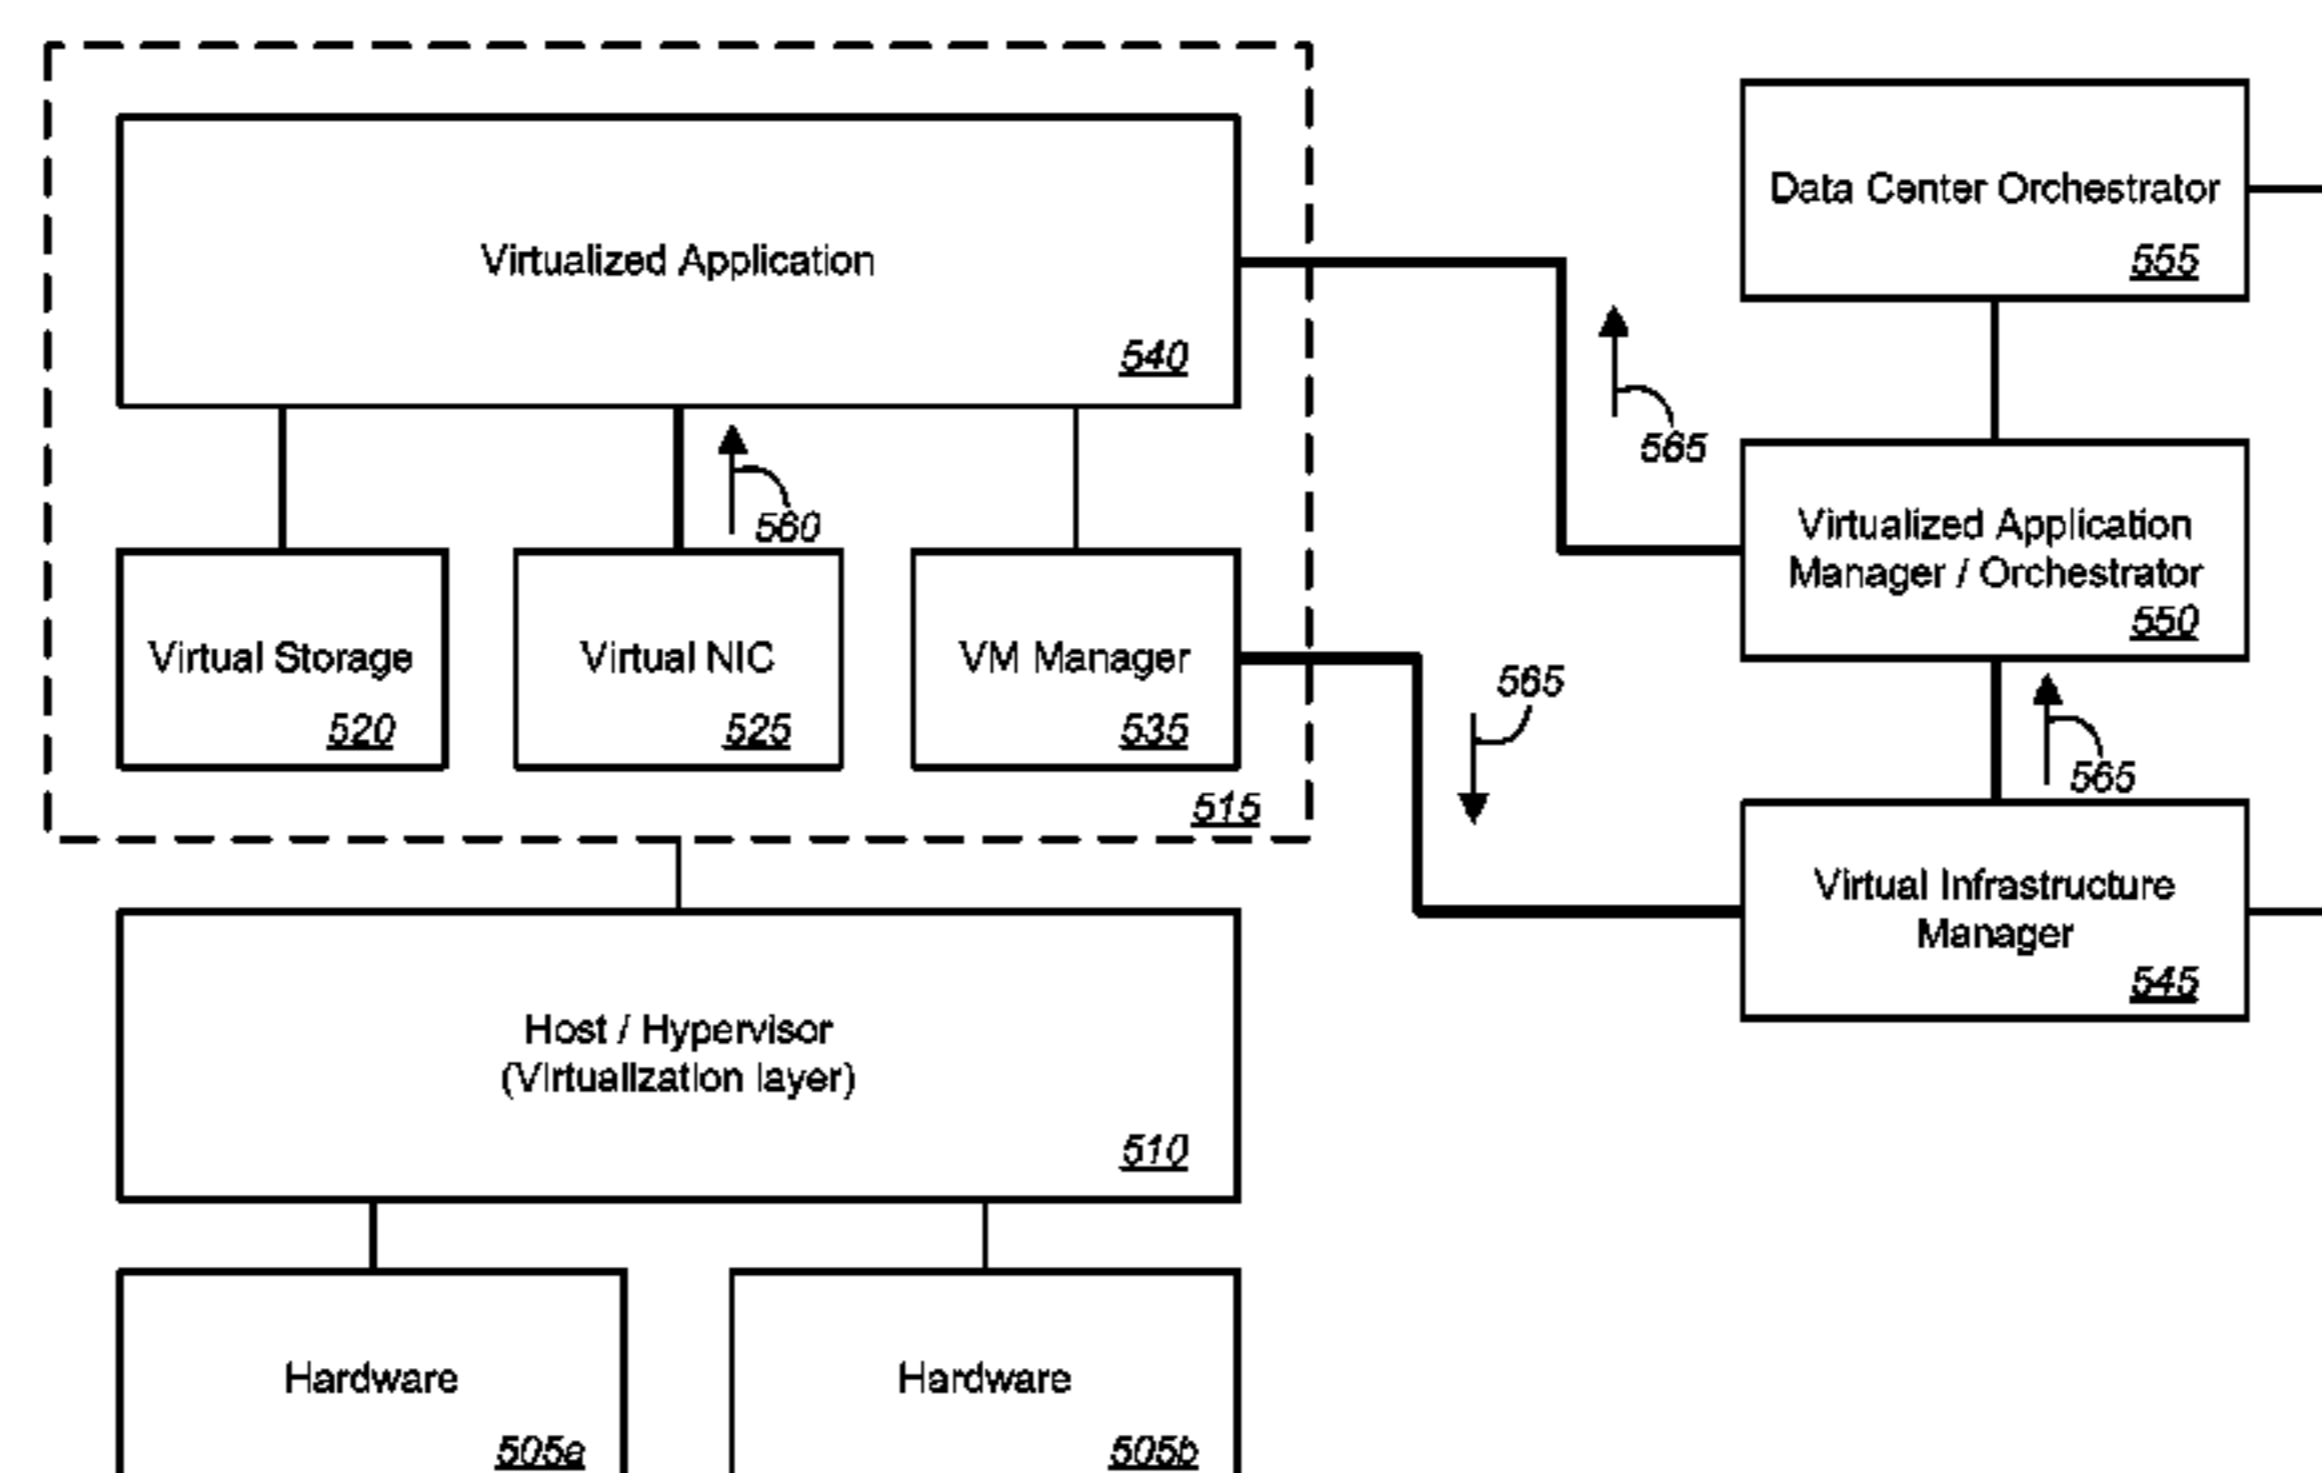 Data Center Orchestrator
555
Virtualized Application
540
565
560
Virtualized Application
Manager / Orchestrator
550
Virtual Storage
520
Virtual NIC
525
VM Manager
535
565
565
515
Virtual Infrastructure
Manager
545
Host / Hypervisor
(Virtualization layer)
510
Hardware
505a
Hardware
505b